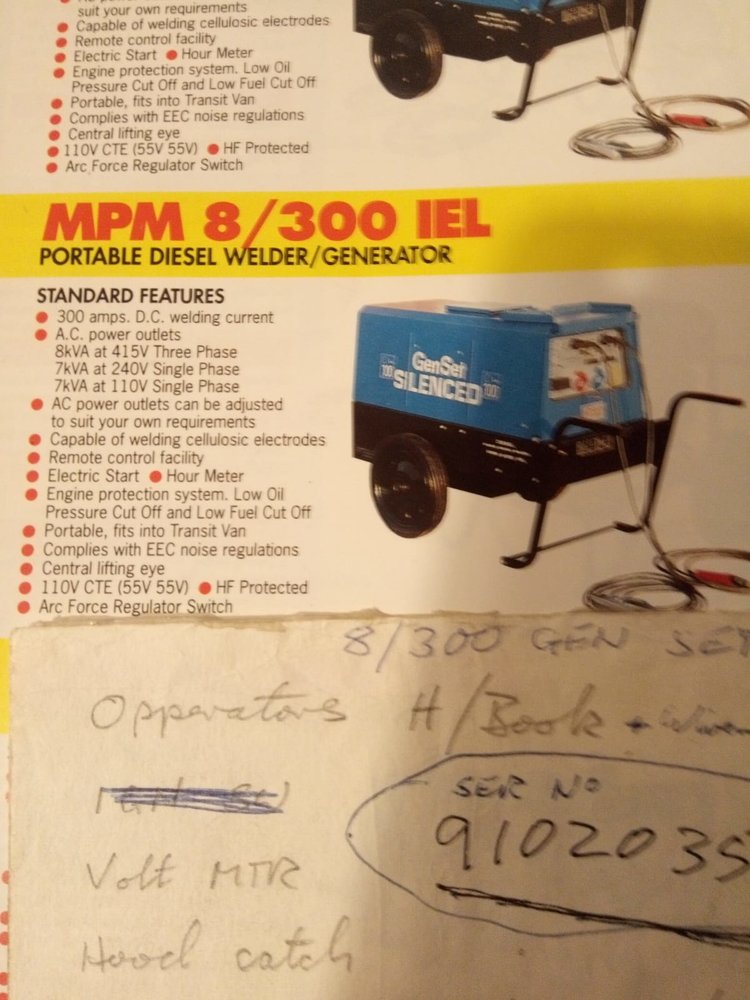 suit your own requirements
● Capable of welding cellulosic electrodes
● Remote control facility
● Electric Start ● Hour Meter
● Engine protection system. Low Oil
Pressure Cut Off and Low Fuel Cut Off
● Portable, fits into Transit Van
● Complies with EEC noise regulations
● Central lifting eye
● 110V CTE (55V 55V) ● HF Protected
● Arc Force Regulator Switch
MPM 8/300 IEL
PORTABLE DIESEL WELDER/GENERATOR
STANDARD FEATURES
● 300 amps. D.C. welding current
● A.C. power outlets
8kVA at 415V Three Phase
7kVA at 240V Single Phase
7kVA at 110V Single Phase
● AC power outlets can be adjusted
to suit your own requirements
● Capable of welding cellulosic electrodes
● Remote control facility
● Electric Start ● Hour Meter
● Engine protection system. Low Oil
Pressure Cut Off and Low Fuel Cut Off
● Portable, fits into Transit Van
● Complies with EEC noise regulations
● Central lifting eye
● 110V CTE (55V 55V) ● HF Protected
● Arc Force Regulator Switch
GenSet
SILENCED
100 100
8/300 GEN SET
Opperators H/Book +
SER No
9102035
Volt MTR
Hood catch